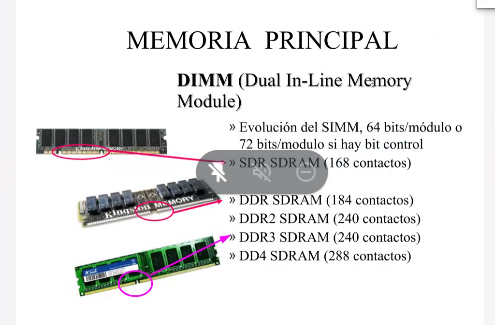 MEMORIA PRINCIPAL
DIMM (Dual In-Line Memory
Module)
» Evolución del SIMM, 64 bits/módulo o
72 bits/modulo si hay bit control
» SDR SDRAM (168 contactos)
» DDR SDRAM (184 contactos)
» DDR2 SDRAM (240 contactos)
» DDR3 SDRAM (240 contactos)
» DD4 SDRAM (288 contactos)
Kingston MEMORY
Kingston MEMORY